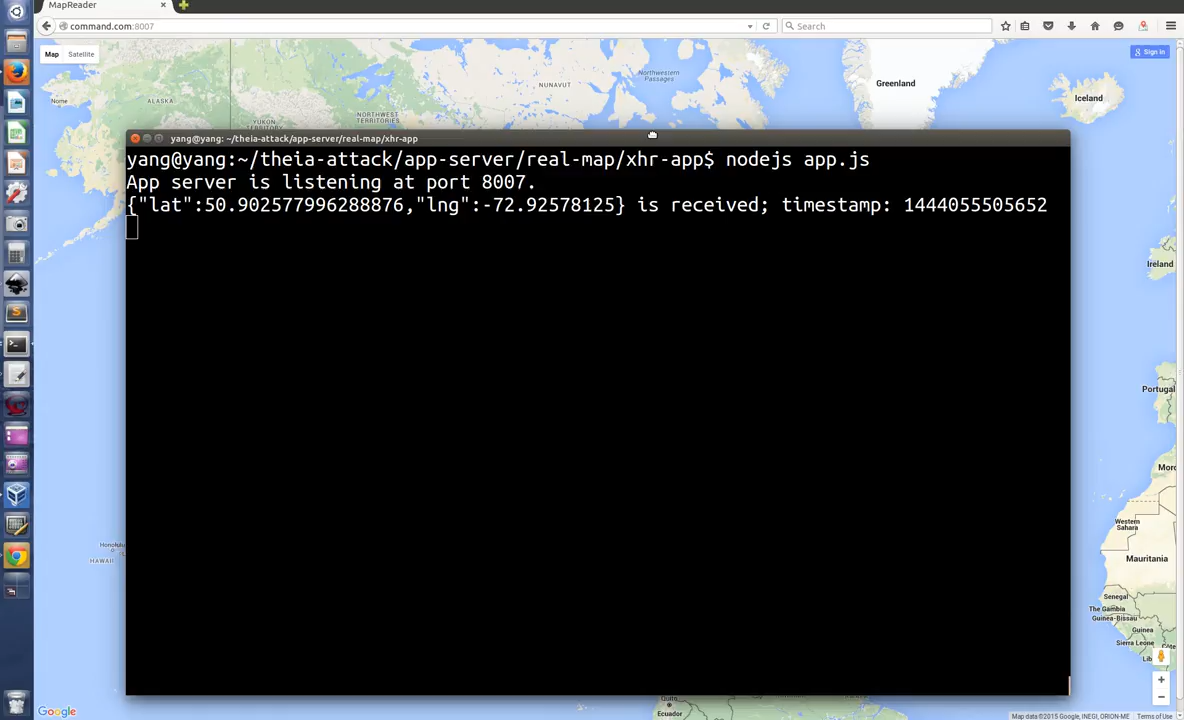 MapReader
command.com:8007
Search
Map Satellite
Sign in
Greenland
Northwestern
Passages
Iceland
Nome
ALASKA
NUNAVUT
YUKON
TERRITORY
NORTHWEST
TERRITORIES
yang@yang: ~/theia-attack/app-server/real-map/xhr-app
yang@yang:~/theia-attack/app-server/real-map/xhr-app$ nodejs app.js
App server is listening at port 8007.
{"lat":50.902577996288876,"lng":-72.92578125} is received; timestamp: 1444055505652
Ireland
Portugal
Western
Sahara
Honolulu
HAWAII
Mauritania
Senegal
The Gambia
Guinea-Bissau
Guinea
Quito
Ecuador
Google
Map data ©2015 Google, INEGI, ORION-ME
Terms of Use